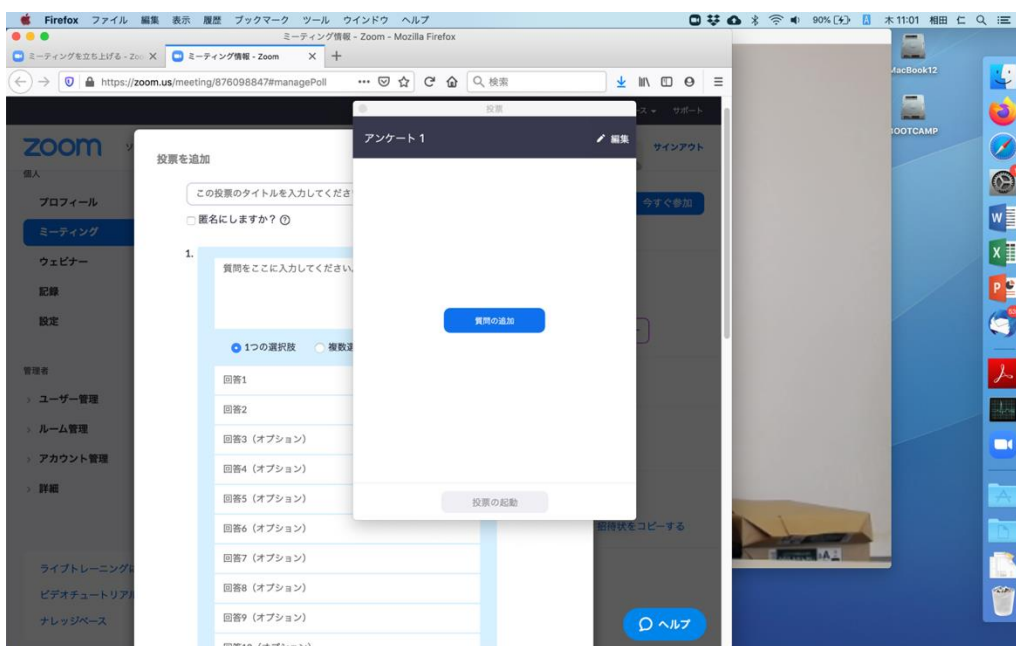 Firefox ファイル 編集 表示 履歴 ブックマーク ツール ウインドウ ヘルプ
90% 木11:01 相田 仁
ミーティング情報 - Zoom - Mozilla Firefox
ミーティングを立ち上げる - Zoo
ミーティング情報 - Zoom
https://zoom.us/meeting/876098847#managePoll
検索
MacBook12
BOOTCAMP
投票
サポート
zoom
アンケート 1
編集
サインアウト
投票を追加
個人
この投票のタイトルを入力してくださ
プロフィール
今すぐ参加
匿名にしますか?
ミーティング
1.
ウェビナー
質問をここに入力してください。
記録
設定
質問の追加
1つの選択肢
複数選
管理者
回答1
ユーザー管理
回答2
ルーム管理
回答3 (オプション)
アカウント管理
回答4 (オプション)
詳細
回答5 (オプション)
投票の起動
回答6 (オプション)
招待状をコピーする
回答7 (オプション)
ライブトレーニング
回答8 (オプション)
ビデオチュートリアル
回答9 (オプション)
ナレッジベース
ヘルプ